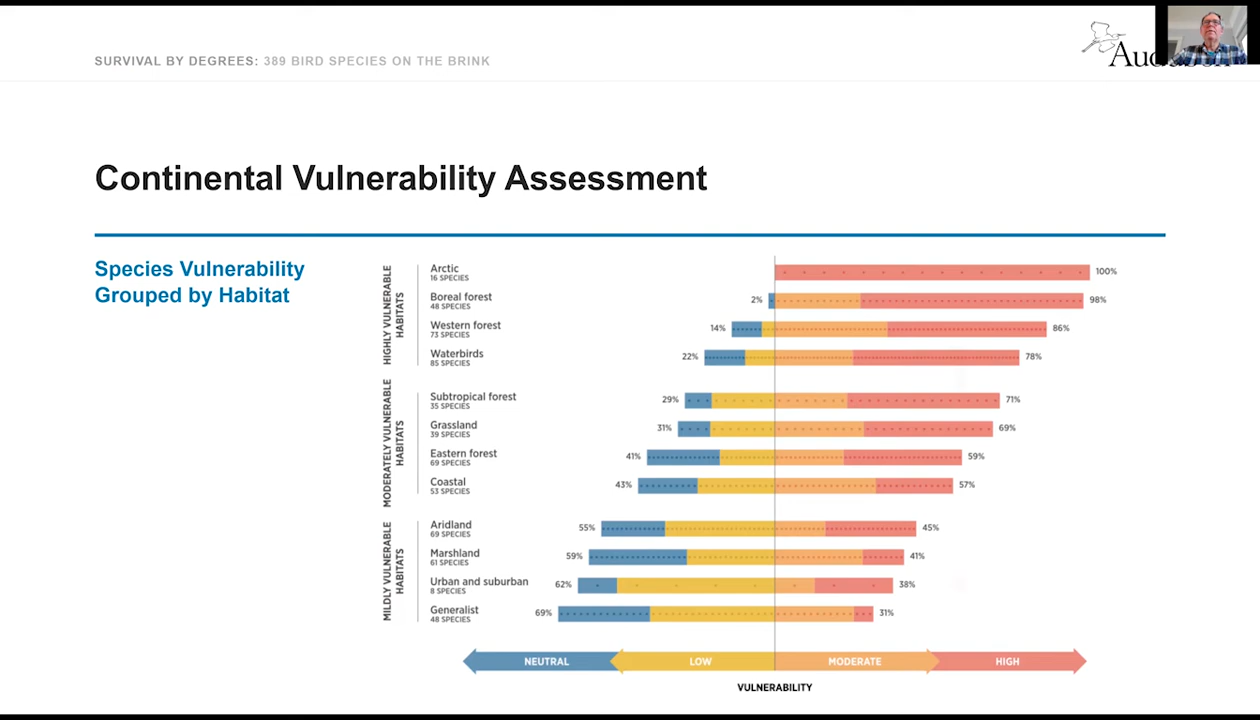 SURVIVAL BY DEGREES: 389 BIRD SPECIES ON THE BRINK
Continental Vulnerability Assessment
Species Vulnerability
Grouped by Habitat
HIGHLY VULNERABLE
HABITATS
Arctic
16 SPECIES
100%
Boreal forest
48 SPECIES
2%
98%
Western forest
73 SPECIES
14%
86%
Waterbirds
85 SPECIES
22%
78%
MODERATELY VULNERABLE
HABITATS
Subtropical forest
35 SPECIES
29%
71%
Grassland
39 SPECIES
31%
69%
Eastern forest
69 SPECIES
41%
59%
Coastal
53 SPECIES
43%
57%
MILDLY VULNERABLE
HABITATS
Aridland
69 SPECIES
55%
45%
Marshland
61 SPECIES
59%
41%
Urban and suburban
8 SPECIES
62%
38%
Generalist
48 SPECIES
69%
31%
NEUTRAL LOW MODERATE HIGH
VULNERABILITY